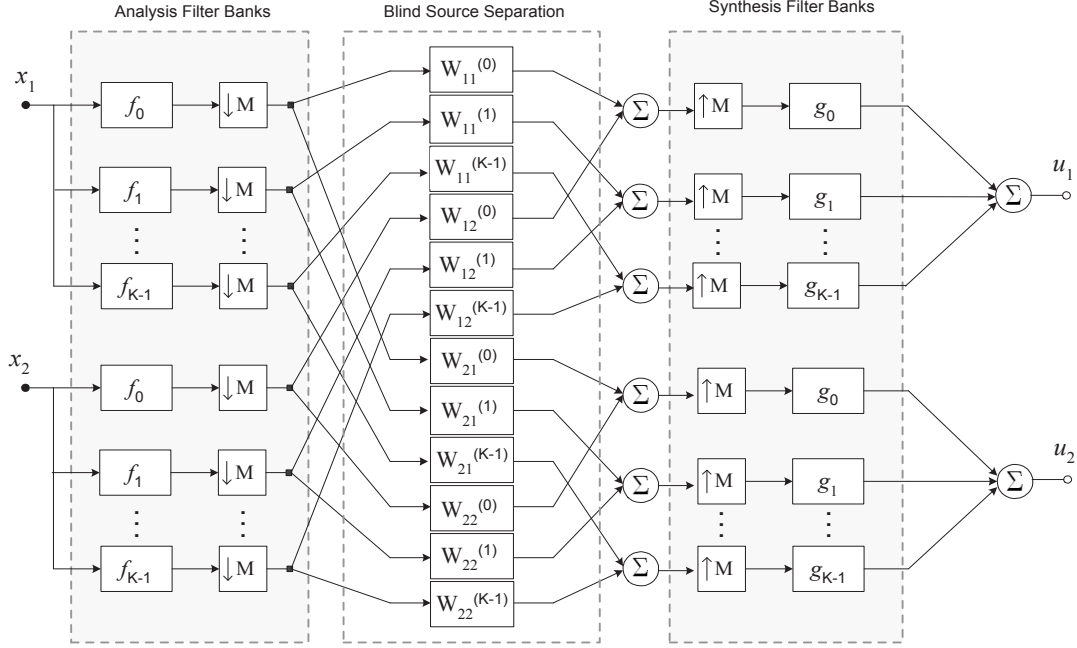 Analysis Filter Banks
Blind Source Separation
Synthesis Filter Banks
x1
f0
↓M
f1
↓M
fK-1
↓M
x2
f0
↓M
f1
↓M
fK-1
↓M
W11(0)
W11(1)
W11(K-1)
W12(0)
W12(1)
W12(K-1)
W21(0)
W21(1)
W21(K-1)
W22(0)
W22(1)
W22(K-1)
Σ
Σ
Σ
Σ
Σ
Σ
↑M
g0
↑M
g1
↑M
gK-1
↑M
g0
↑M
g1
↑M
gK-1
Σ
u1
Σ
u2